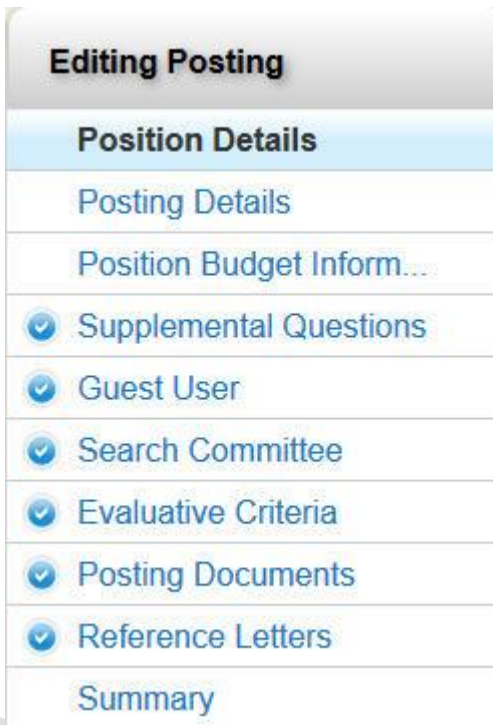 Editing Posting
Position Details
Posting Details
Position Budget Inform...
Supplemental Questions
Guest User
Search Committee
Evaluative Criteria
Posting Documents
Reference Letters
Summary